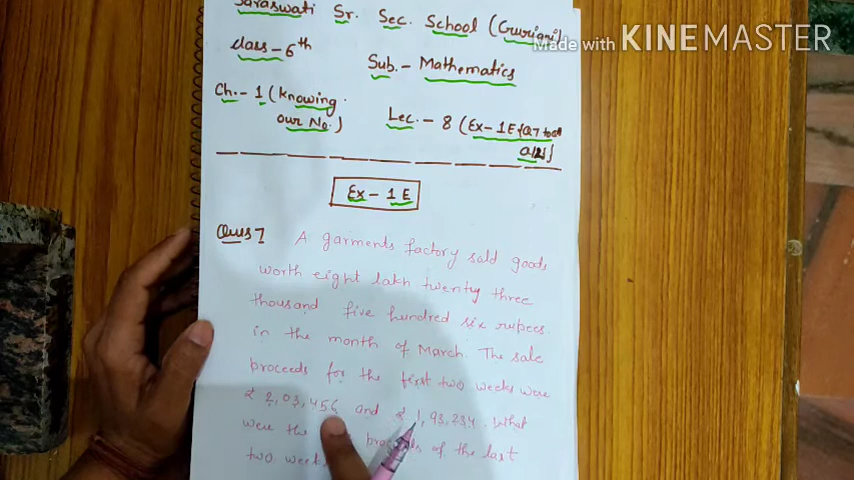 Saraswati Sr. Sec. School (Gurigni)
Made with KINEMASTER
Class - 6th
Sub. - Mathematics
Ch. - 1 (Knowing our No.)
Lec. - 8 (Ex - 1E
Ex - 1E
Ques 7 A garments factory sold goods
worth eight lakh twenty three
thousand five hundred six rupees
in the month of March. The sale
proceeds for the first two weeks were
₹ 2,03,456 and ₹ 1,93,234. What
were the of the last
two